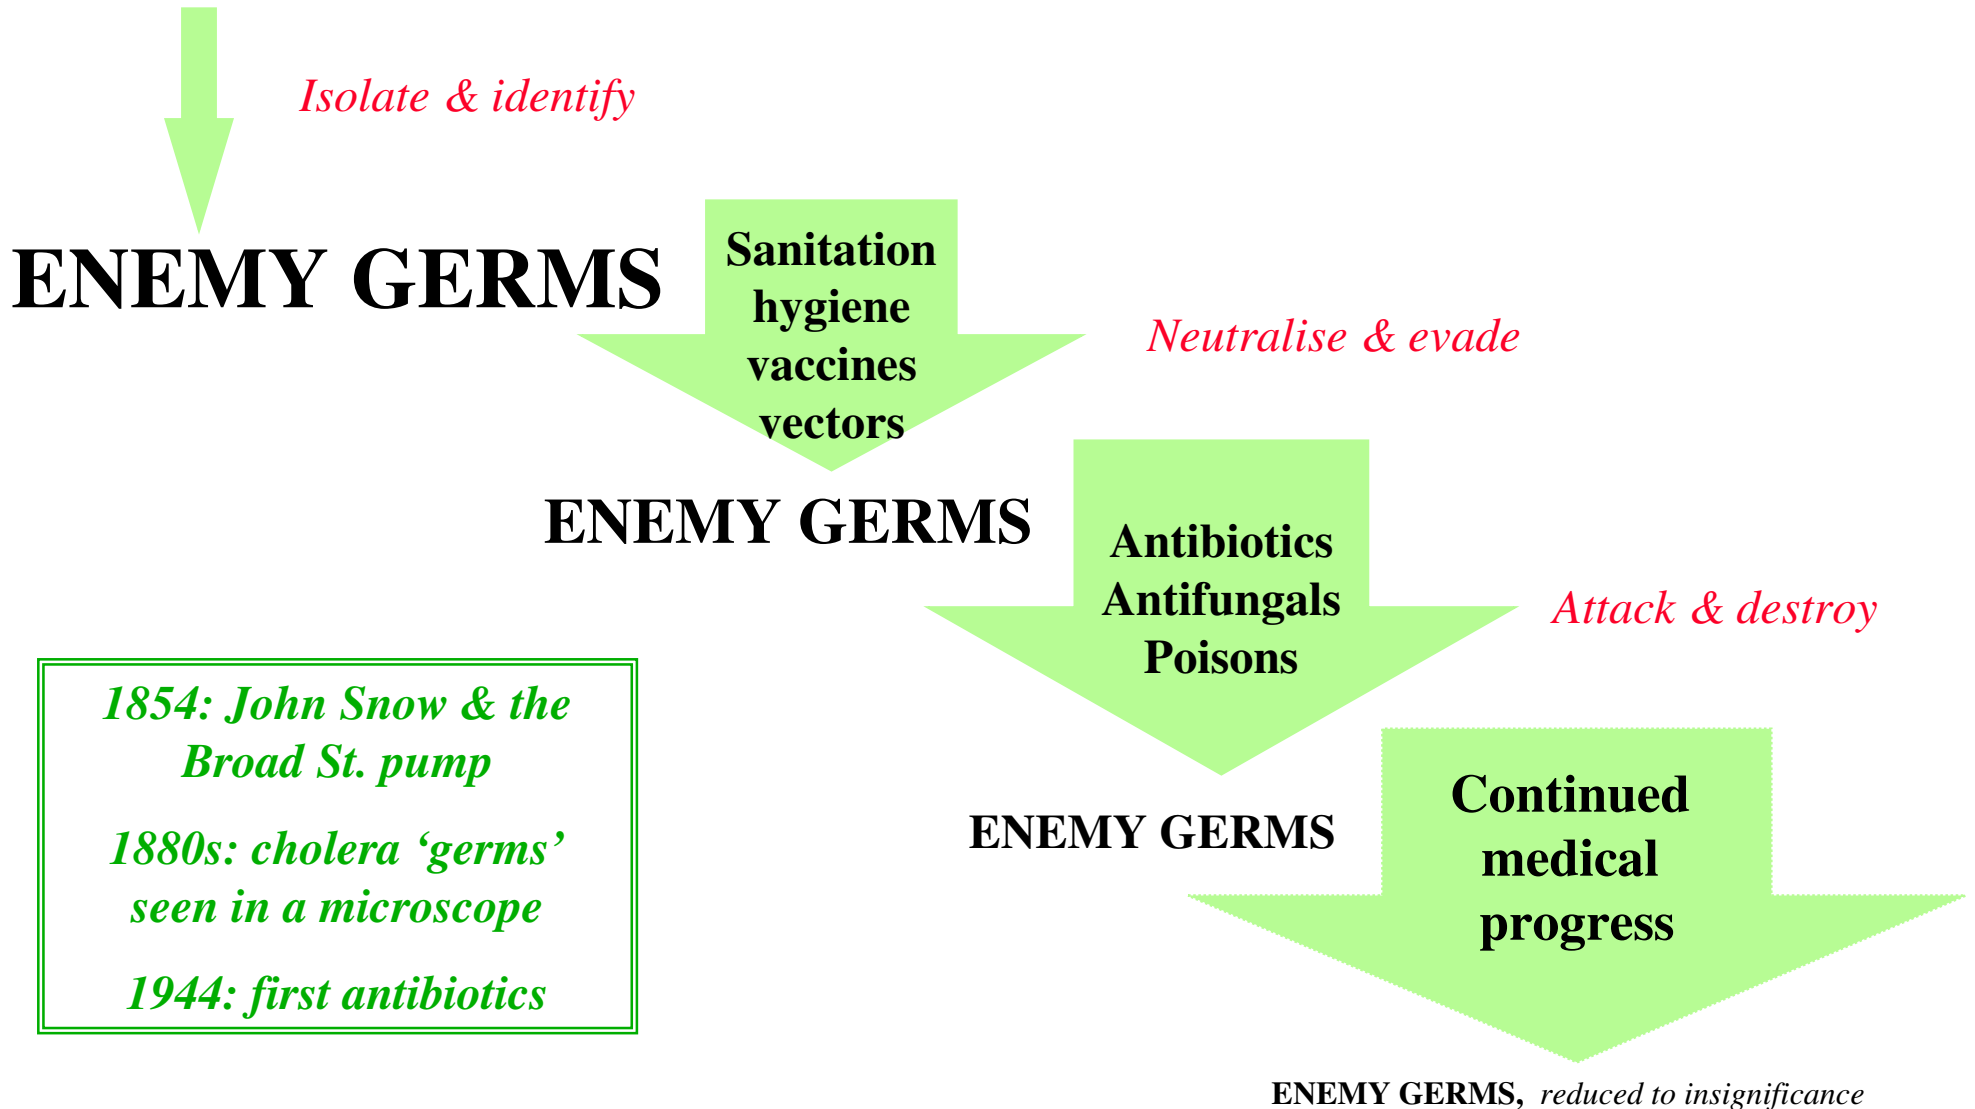 Isolate & identify
ENEMY GERMS
Sanitation
hygiene
vaccines
vectors
Neutralise & evade
ENEMY GERMS
Antibiotics
Antifungals
Poisons
Attack & destroy
1854: John Snow & the
Broad St. pump
1880s: cholera ‘germs’
seen in a microscope
1944: first antibiotics
ENEMY GERMS
Continued
medical
progress
ENEMY GERMS, reduced to insignificance